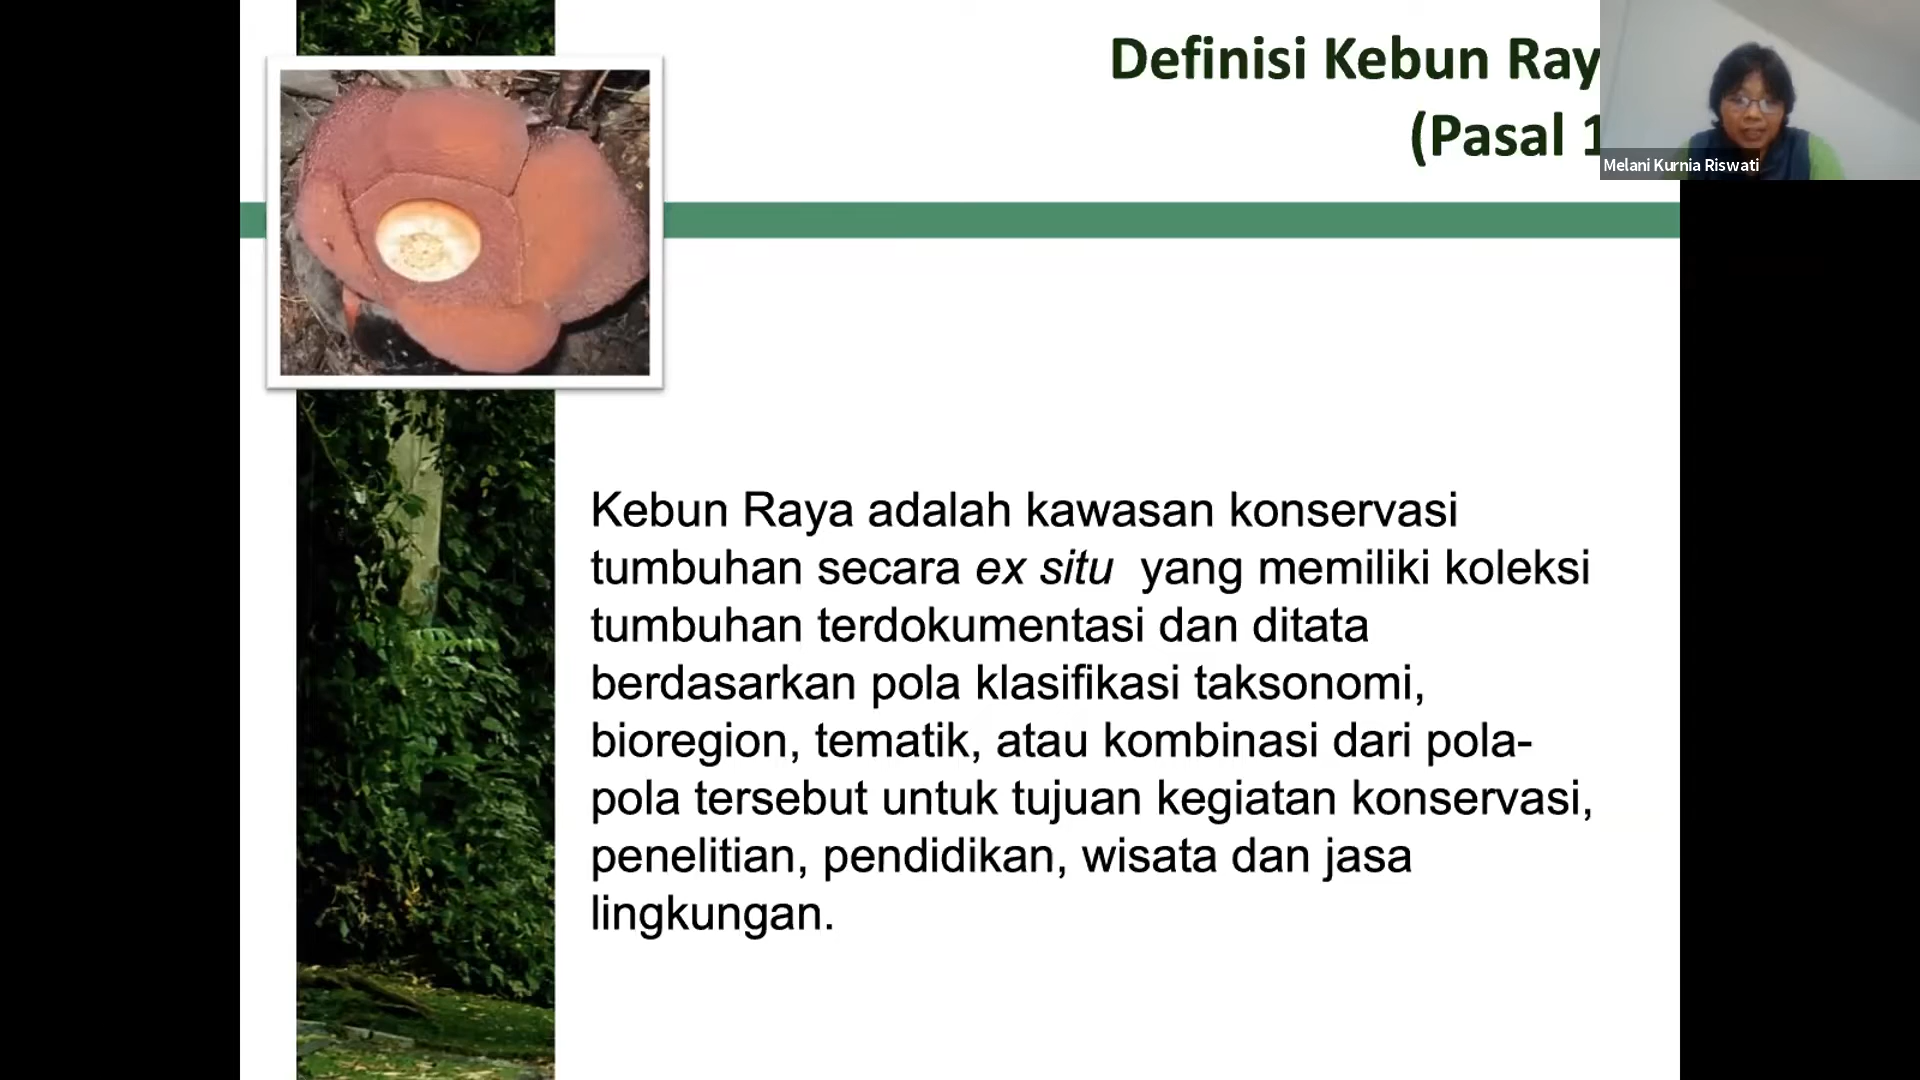 Definisi Kebun Ray
(Pasal 1
Melani Kurnia Riswati
Kebun Raya adalah kawasan konservasi
tumbuhan secara ex situ yang memiliki koleksi
tumbuhan terdokumentasi dan ditata
berdasarkan pola klasifikasi taksonomi,
bioregion, tematik, atau kombinasi dari pola-
pola tersebut untuk tujuan kegiatan konservasi,
penelitian, pendidikan, wisata dan jasa
lingkungan.